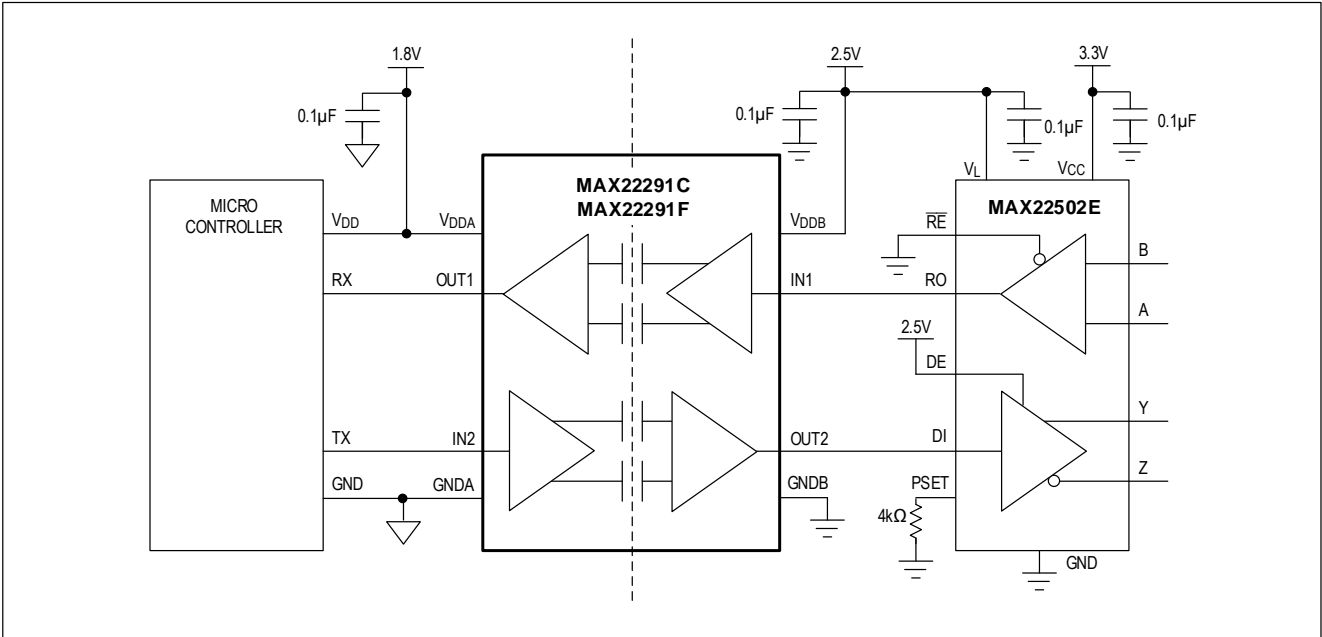 1.8V
2.5V
3.3V
0.1µF
0.1µF
0.1µF
0.1µF
MICRO
CONTROLLER
VDD
VDDA
MAX22291C
MAX22291F
VDDB
VL
VCC
MAX22502E
RE
RX
OUT1
IN1
RO
B
A
2.5V
DE
TX
IN2
OUT2
DI
Y
Z
GND
GNDA
GNDB
PSET
4kΩ
GND